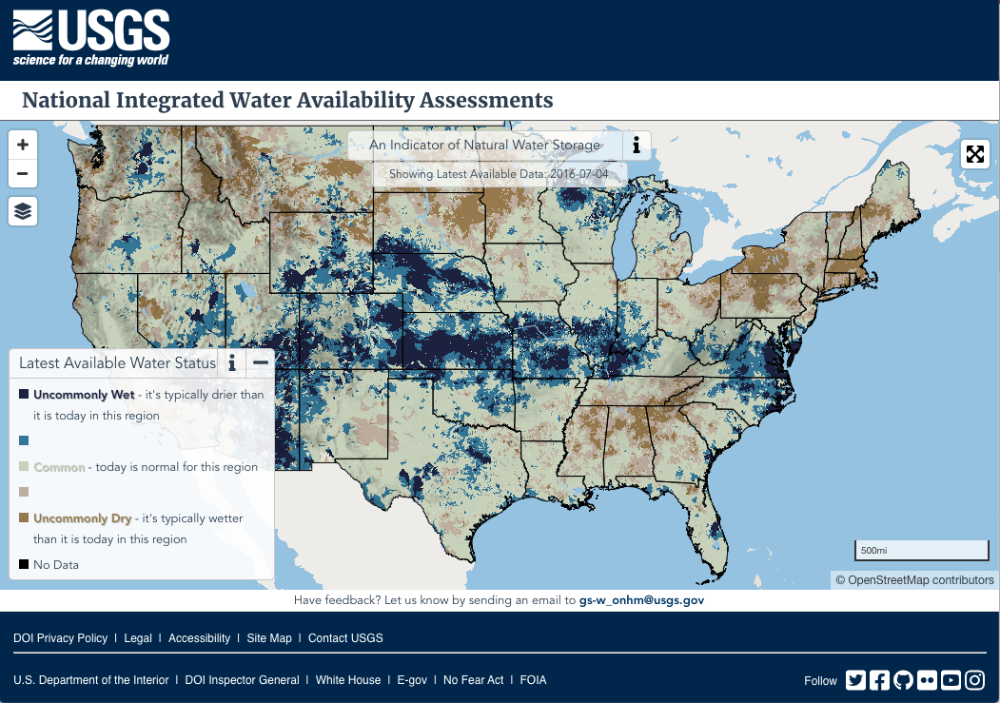 USGS
science for a changing world
National Integrated Water Availability Assessments
An Indicator of Natural Water Storage
Showing Latest Available Data: 2016-07-04
Latest Available Water Status
Uncommonly Wet - it's typically drier than
it is today in this region
Common - today is normal for this region
Uncommonly Dry - it's typically wetter
than it is today in this region
No Data
500mi
© OpenStreetMap contributors
Have feedback? Let us know by sending an email to gs-w_onhm@usgs.gov
DOI Privacy Policy | Legal | Accessibility | Site Map | Contact USGS
U.S. Department of the Interior | DOI Inspector General | White House | E-gov | No Fear Act | FOIA
Follow